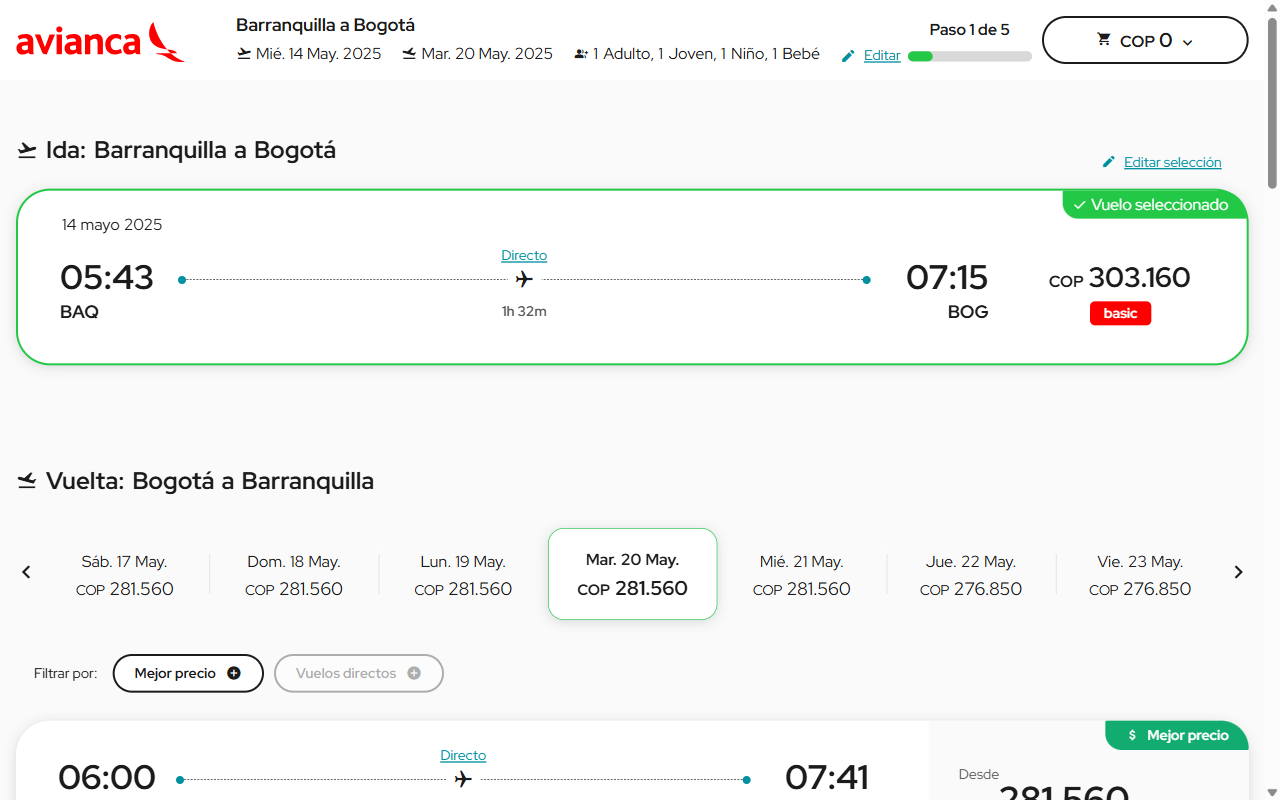 avianca
Barranquilla a Bogotá
Mié. 14 May. 2025 Mar. 20 May. 2025 1 Adulto, 1 Joven, 1 Niño, 1 Bebé Editar
Paso 1 de 5
COP 0
Ida: Barranquilla a Bogotá
Editar selección
Vuelo seleccionado
14 mayo 2025
Directo
05:43 07:15 COP 303.160
BAQ 1h 32m BOG basic
Vuelta: Bogotá a Barranquilla
Sáb. 17 May. Dom. 18 May. Lun. 19 May. Mar. 20 May. Mié. 21 May. Jue. 22 May. Vie. 23 May.
COP 281.560 COP 281.560 COP 281.560 COP 281.560 COP 281.560 COP 276.850 COP 276.850
Filtrar por: Mejor precio Vuelos directos
$ Mejor precio
Directo
06:00 07:41 Desde
281.560